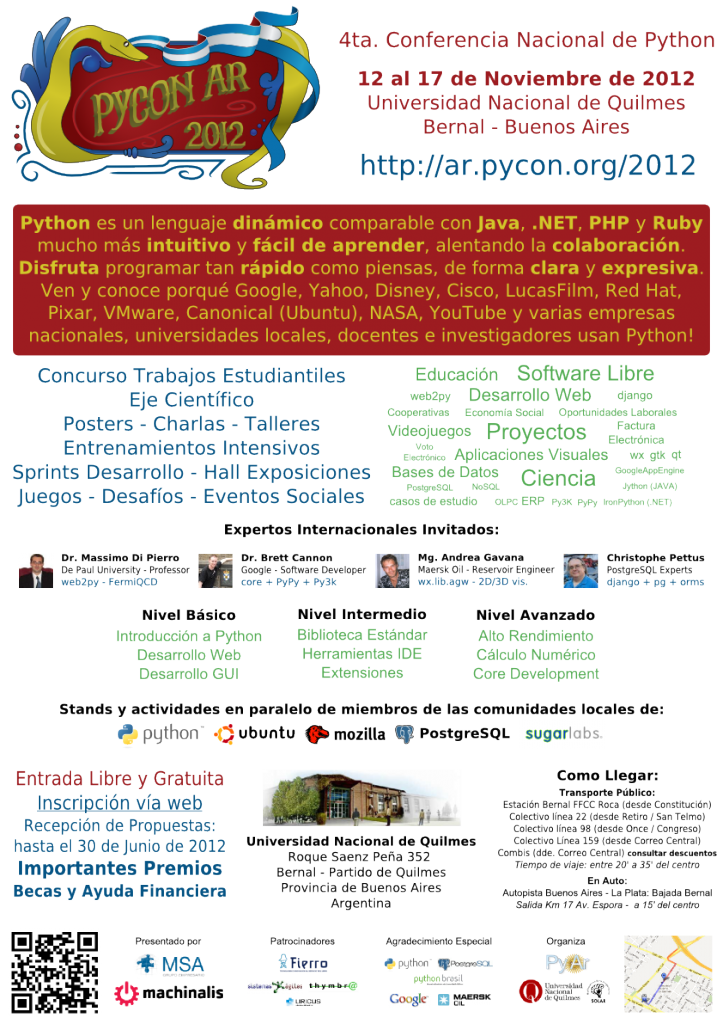 PYCON AR
2012
4ta. Conferencia Nacional de Python
12 al 17 de Noviembre de 2012
Universidad Nacional de Quilmes
Bernal - Buenos Aires
http://ar.pycon.org/2012
Python es un lenguaje dinámico comparable con Java, .NET, PHP y Ruby
mucho más intuitivo y fácil de aprender, alentando la colaboración.
Disfruta programar tan rápido como piensas, de forma clara y expresiva.
Ven y conoce porqué Google, Yahoo, Disney, Cisco, LucasFilm, Red Hat,
Pixar, VMware, Canonical (Ubuntu), NASA, YouTube y varias empresas
nacionales, universidades locales, docentes e investigadores usan Python!
Concurso Trabajos Estudiantiles
Eje Científico
Posters - Charlas - Talleres
Entrenamientos Intensivos
Sprints Desarrollo - Hall Exposiciones
Juegos - Desafíos - Eventos Sociales
Educación Software Libre
web2py Desarrollo Web django
Cooperativas Economía Social Oportunidades Laborales
Videojuegos Proyectos Factura
Electrónica
Voto
Electrónico Aplicaciones Visuales wx gtk qt
Bases de Datos Ciencia GoogleAppEngine
PostgreSQL NoSQL Jython (JAVA)
casos de estudio OLPC ERP Py3K PyPy IronPython (.NET)
Expertos Internacionales Invitados:
Dr. Massimo Di Pierro
De Paul University - Professor
web2py - FermiQCD
Dr. Brett Cannon
Google - Software Developer
core + PyPy + Py3k
Mg. Andrea Gavana
Maersk Oil - Reservoir Engineer
wx.lib.agw - 2D/3D vis.
Christophe Pettus
PostgreSQL Experts
django + pg + orms
Nivel Básico
Introducción a Python
Desarrollo Web
Desarrollo GUI
Nivel Intermedio
Biblioteca Estándar
Herramientas IDE
Extensiones
Nivel Avanzado
Alto Rendimiento
Cálculo Numérico
Core Development
Stands y actividades en paralelo de miembros de las comunidades locales de:
python ubuntu mozilla PostgreSQL sugarlabs
Entrada Libre y Gratuita
Inscripción vía web
Recepción de Propuestas:
hasta el 30 de Junio de 2012
Importantes Premios
Becas y Ayuda Financiera
Universidad Nacional de Quilmes
Roque Saenz Peña 352
Bernal - Partido de Quilmes
Provincia de Buenos Aires
Argentina
Como Llegar:
Transporte Público:
Estación Bernal FFCC Roca (desde Constitución)
Colectivo línea 22 (desde Retiro / San Telmo)
Colectivo línea 98 (desde Once / Congreso)
Colectivo Línea 159 (desde Correo Central)
Combis (dde. Correo Central) consultar descuentos
Tiempo de viaje: entre 20' a 35' del centro
En Auto:
Autopista Buenos Aires - La Plata: Bajada Bernal
Salida Km 17 Av. Espora - a 15' del centro
Presentado por
MSA
machinalis
Patrocinadores
Fierro
sistemas ágiles thymbr@
LIRICUS
Agradecimiento Especial
python PostgreSQL
python brasil
Google MAERSK
OIL
Organiza
PyAr
Universidad
Nacional
de Quilmes
SOLAR